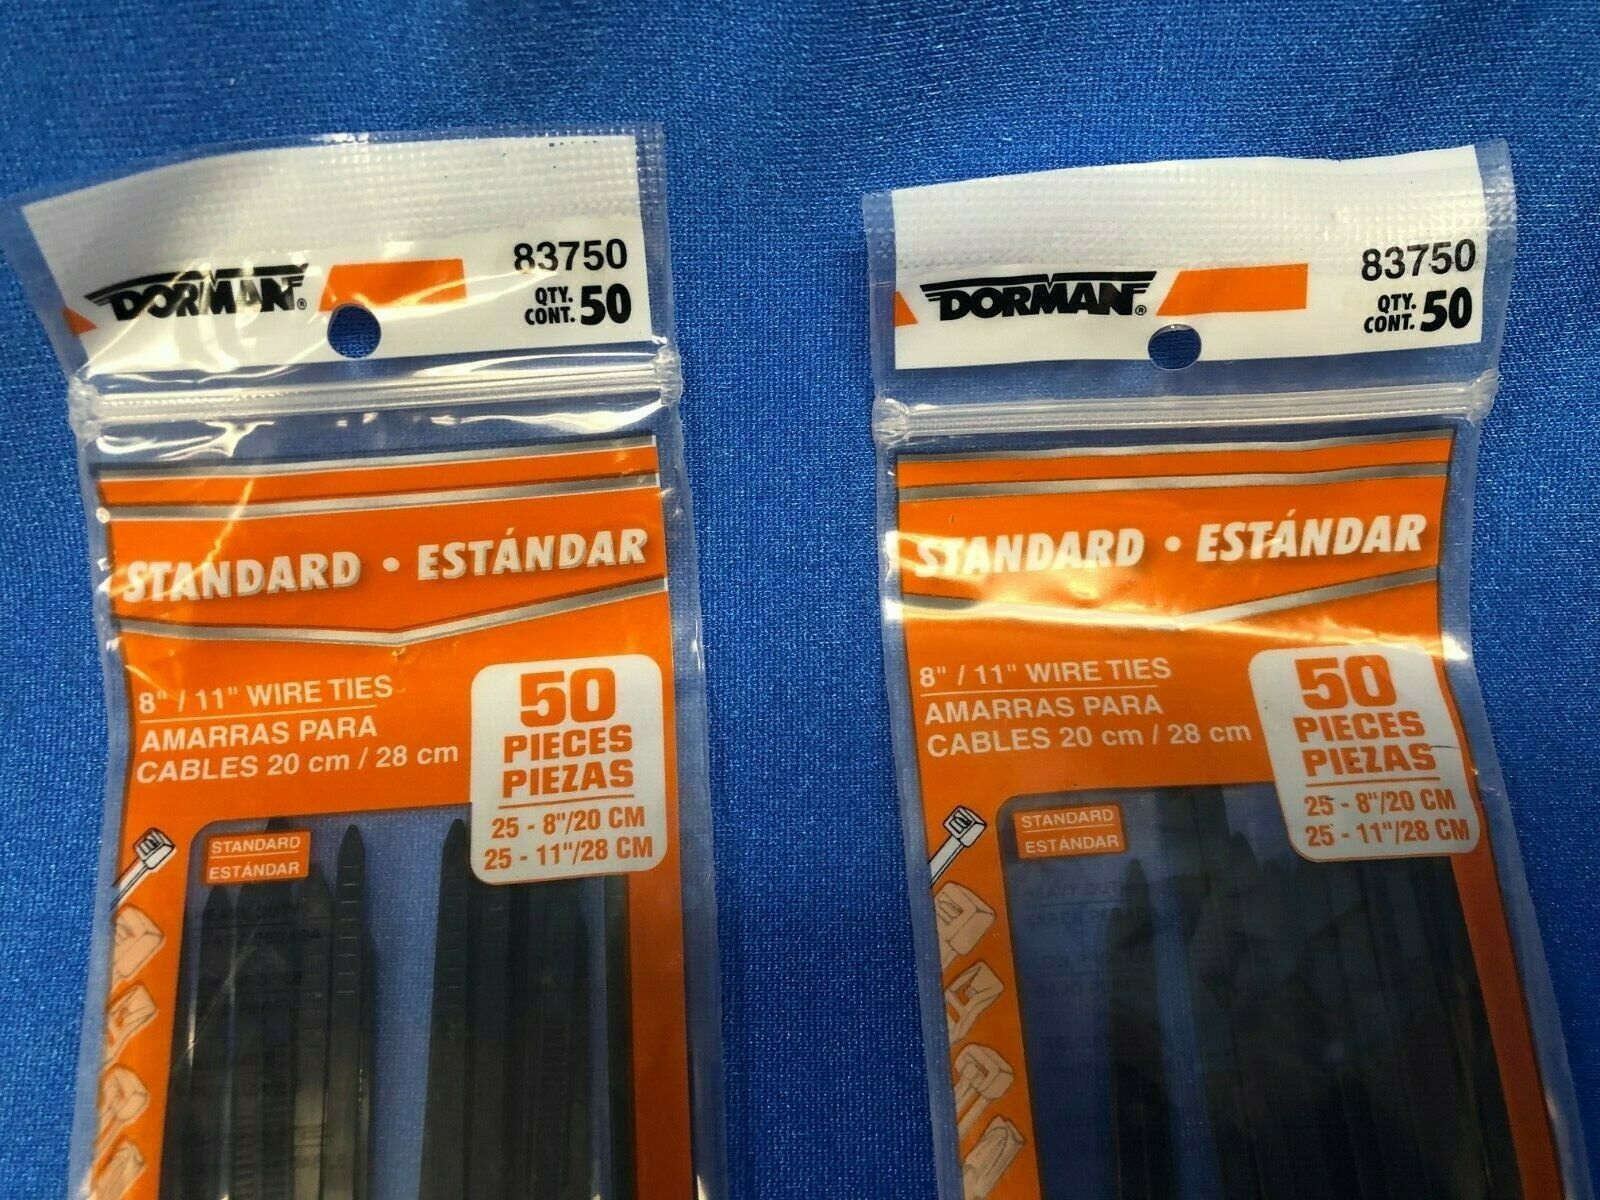 DORMAN®
83750
QTY.
CONT. 50
STANDARD • ESTÁNDAR
8" / 11" WIRE TIES
AMARRAS PARA
CABLES 20 cm / 28 cm
50
PIECES
PIEZAS
25 - 8"/20 CM
25 - 11"/28 CM
STANDARD
ESTÁNDAR
DORMAN®
83750
QTY.
CONT. 50
STANDARD • ESTÁNDAR
8" / 11" WIRE TIES
AMARRAS PARA
CABLES 20 cm / 28 cm
50
PIECES
PIEZAS
25 - 8"/20 CM
25 - 11"/28 CM
STANDARD
ESTÁNDAR